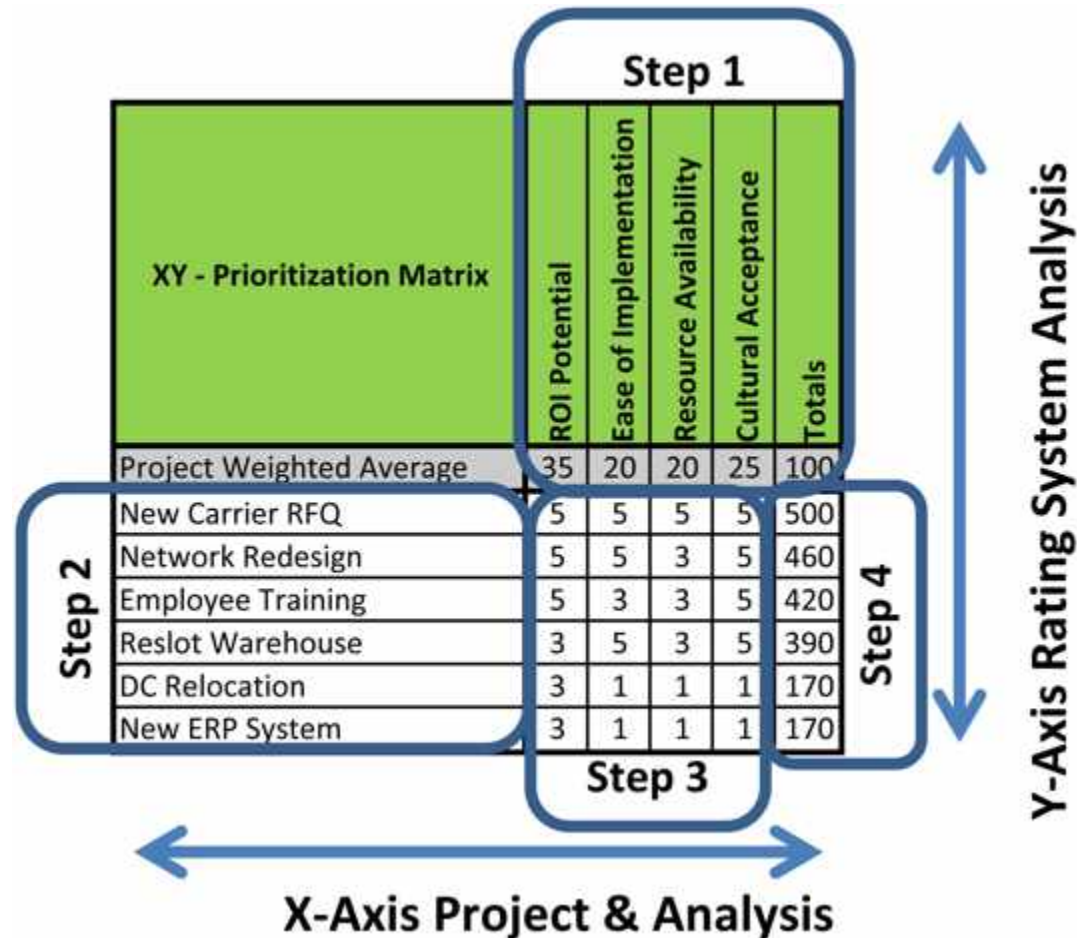 Step 1
XY - Prioritization Matrix
ROI Potential
Ease of Implementation
Resource Availability
Cultural Acceptance
Totals
Project Weighted Average 35 20 20 25 100
New Carrier RFQ 5 5 5 5 500
Network Redesign 5 5 3 5 460
Employee Training 5 3 3 5 420
Reslot Warehouse 3 5 3 5 390
DC Relocation 3 1 1 1 170
New ERP System 3 1 1 1 170
Step 2
Step 3
Step 4
X-Axis Project & Analysis
Y-Axis Rating System Analysis